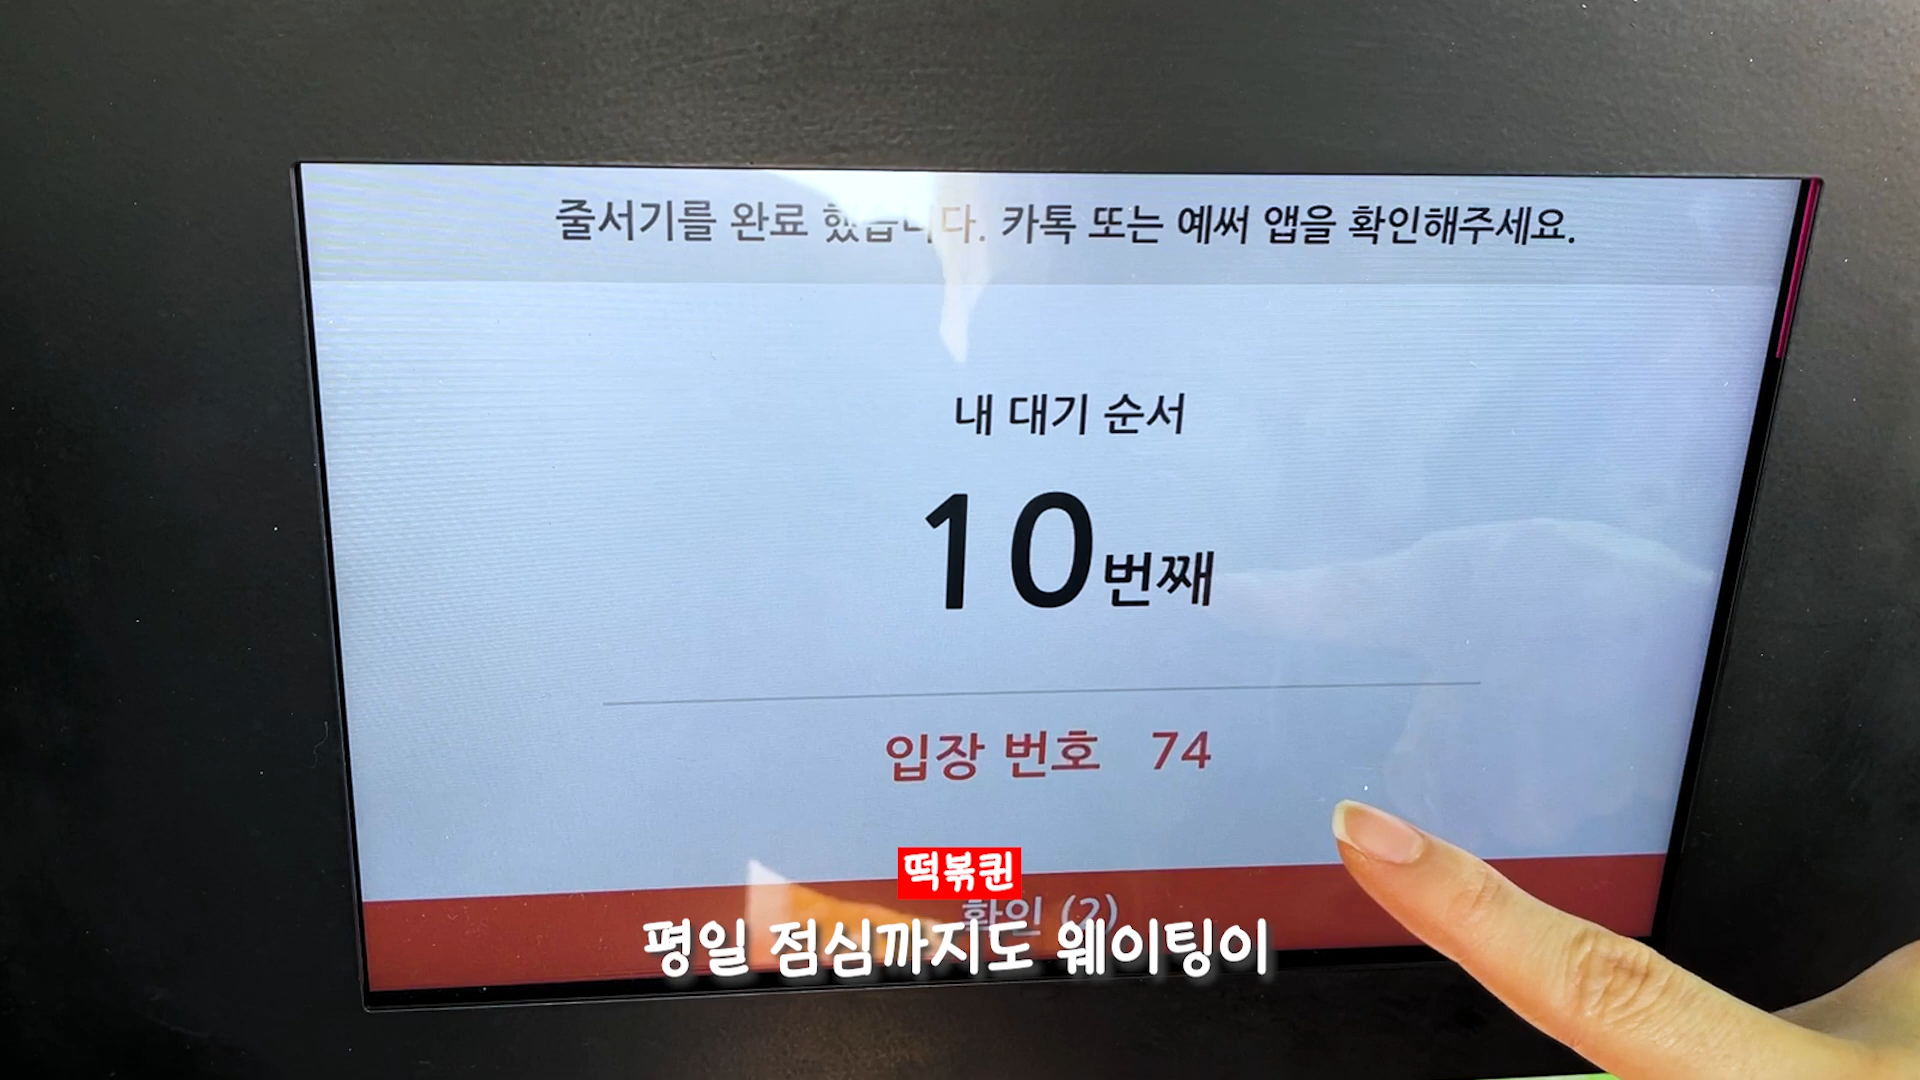 줄서기를 완료 했습니다. 카톡 또는 예써 앱을 확인해주세요.
내 대기 순서
10번째
입장 번호 74
떡볶퀸
확인 (2)
평일 점심까지도 웨이팅이